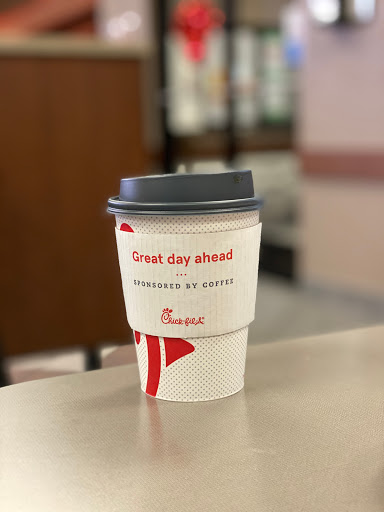 Great day ahead
...
SPONSORED BY COFFEE
Chick-fil-A